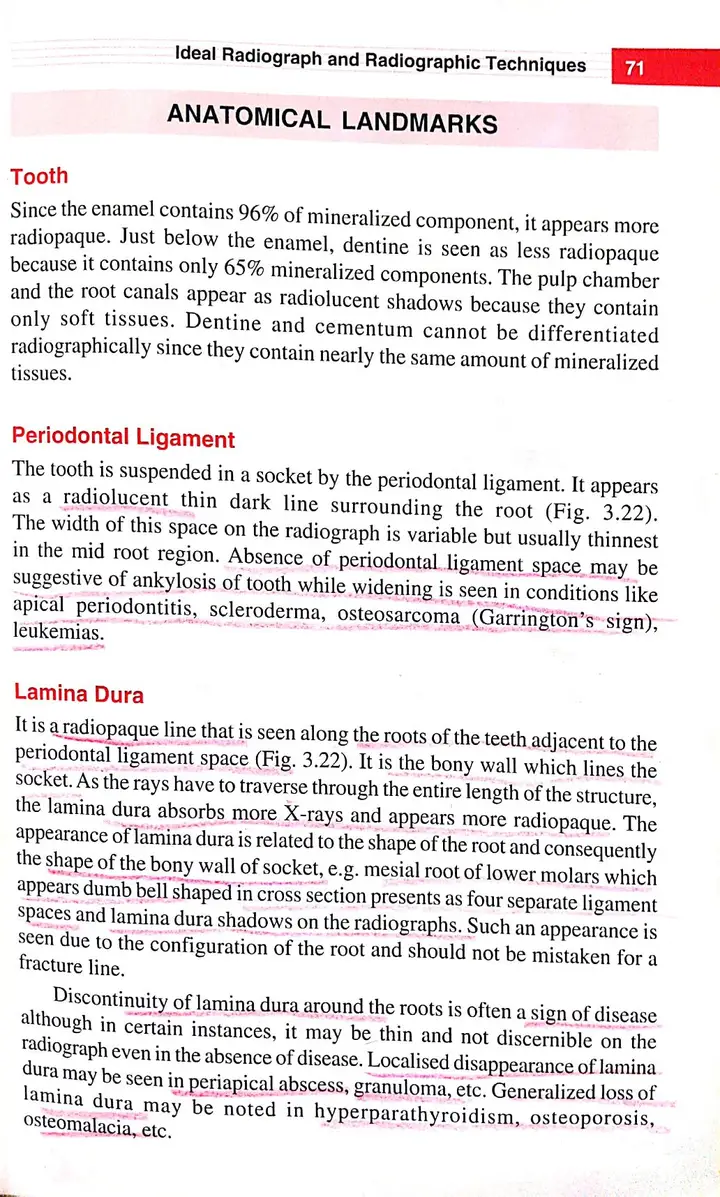 Ideal Radiograph and Radiographic Techniques 71
ANATOMICAL LANDMARKS
Tooth
Since the enamel contains 96% of mineralized component, it appears more
radiopaque. Just below the enamel, dentine is seen as less radiopaque
because it contains only 65% mineralized components. The pulp chamber
and the root canals appear as radiolucent shadows because they contain
only soft tissues. Dentine and cementum cannot be differentiated
radiographically since they contain nearly the same amount of mineralized
tissues.
Periodontal Ligament
The tooth is suspended in a socket by the periodontal ligament. It appears
as a radiolucent thin dark line surrounding the root (Fig. 3.22).
The width of this space on the radiograph is variable but usually thinnest
in the mid root region. Absence of periodontal ligament space may be
suggestive of ankylosis of tooth while widening is seen in conditions like
apical periodontitis, scleroderma, osteosarcoma (Garrington's sign),
leukemias.
Lamina Dura
It is a radiopaque line that is seen along the roots of the teeth adjacent to the
periodontal ligament space (Fig. 3.22). It is the bony wall which lines the
socket. As the rays have to traverse through the entire length of the structure,
the lamina dura absorbs more X-rays and appears more radiopaque. The
appearance of lamina dura is related to the shape of the root and consequently
the shape of the bony wall of socket, e.g. mesial root of lower molars which
appears dumb bell shaped in cross section presents as four separate ligament
spaces and lamina dura shadows on the radiographs. Such an appearance is
seen due to the configuration of the root and should not be mistaken for a
fracture line.
Discontinuity of lamina dura around the roots is often a sign of disease
although in certain instances, it may be thin and not discernible on the
radiograph even in the absence of disease. Localised disappearance of lamina
dura may be seen in periapical abscess, granuloma, etc. Generalized loss of
lamina dura may be noted in hyperparathyroidism, osteoporosis,
osteomalacia, etc.